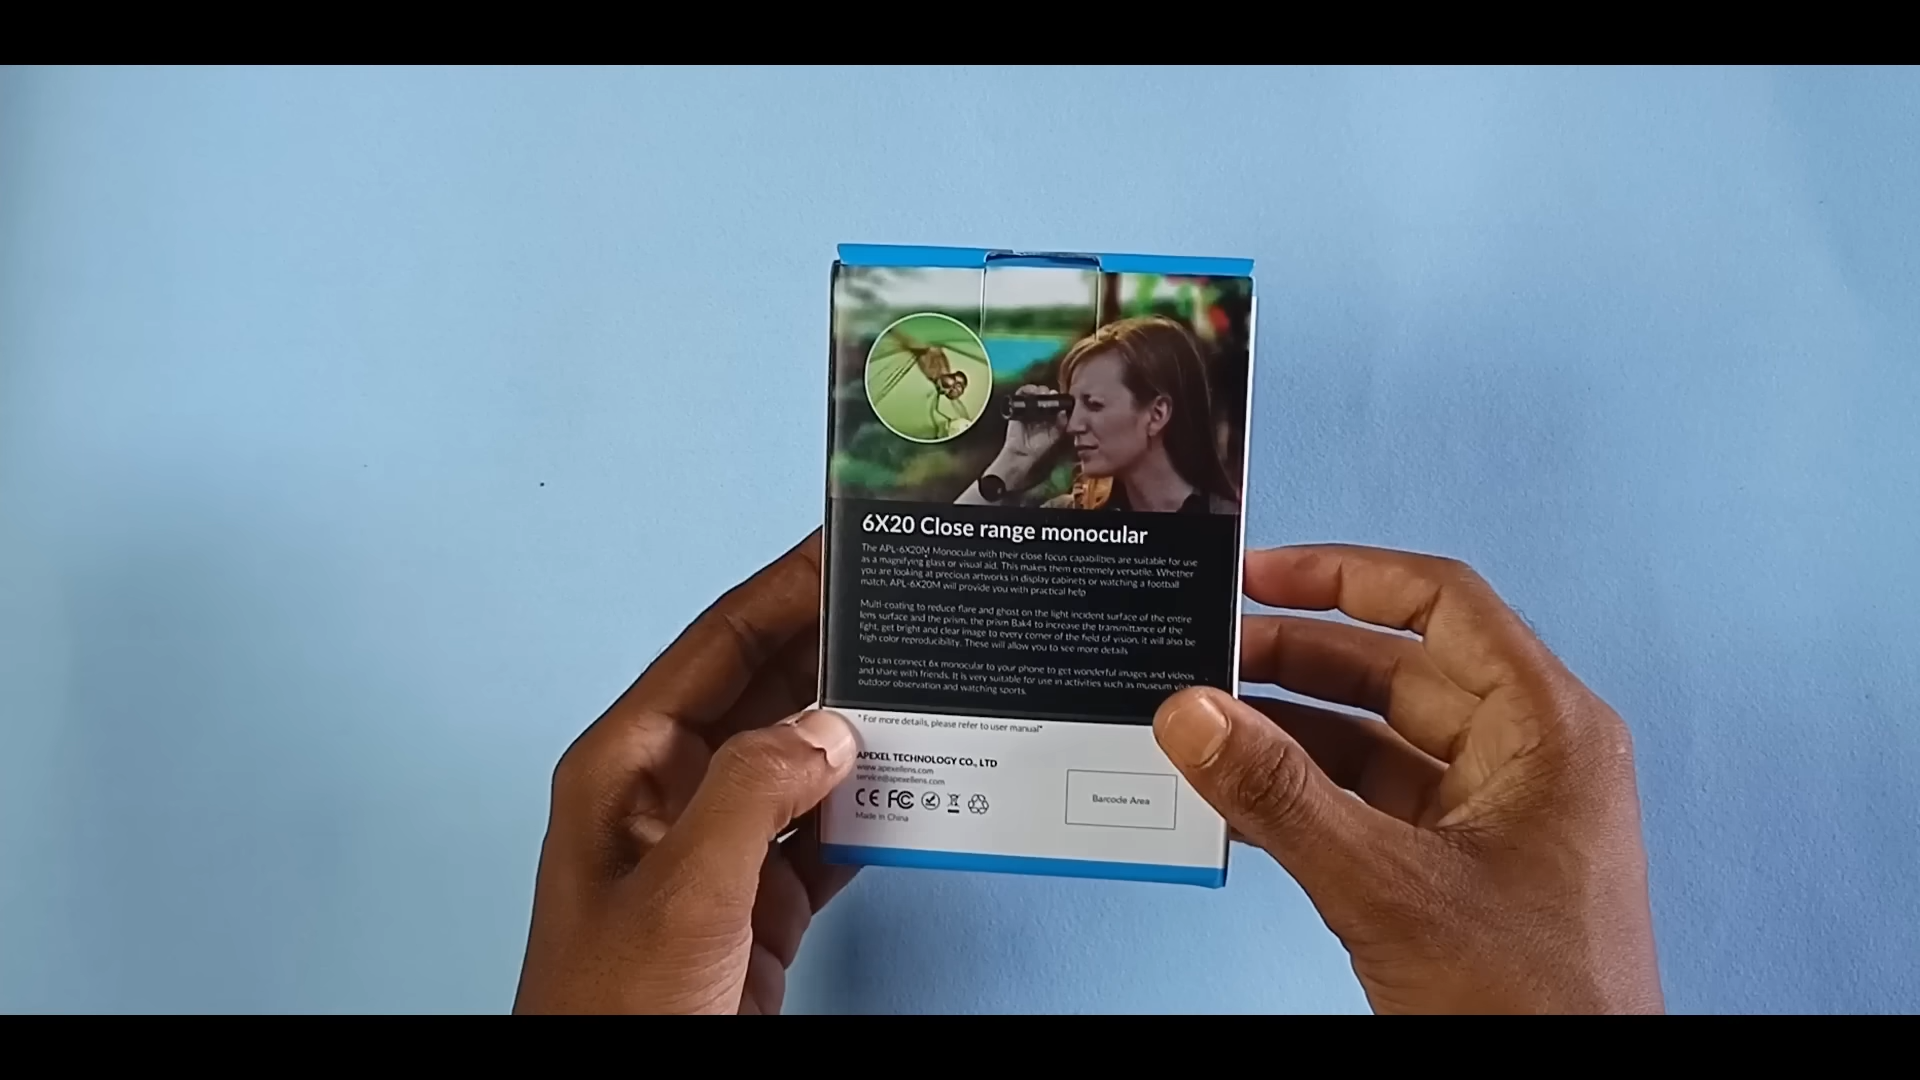 6X20 Close range monocular
The APL-6X20M Monocular with their close focus capabilities are suitable for use
as a magnifying glass or visual aid. This makes them extremely versatile. Whether
you are looking at precious artworks in display cabinets or watching a football
match, APL-6X20M will provide you with practical help
Multi-coating to reduce flare and ghost on the light incident surface of the entire
lens surface and the prism, the prism Bak4 to increase the transmittance of the
light, get bright and clear image to every corner of the field of vision, it will also be
high color reproducibility. These will allow you to see more details
You can connect 6x monocular to your phone to get wonderful images and videos
and share with friends. It is very suitable for use in activities such as museum
outdoor observation and watching sports.
* For more details, please refer to user manual*
APEXEL TECHNOLOGY CO., LTD
www.apexellens.com
service@apexellens.com
CE FC
Made in China
Barcode Area